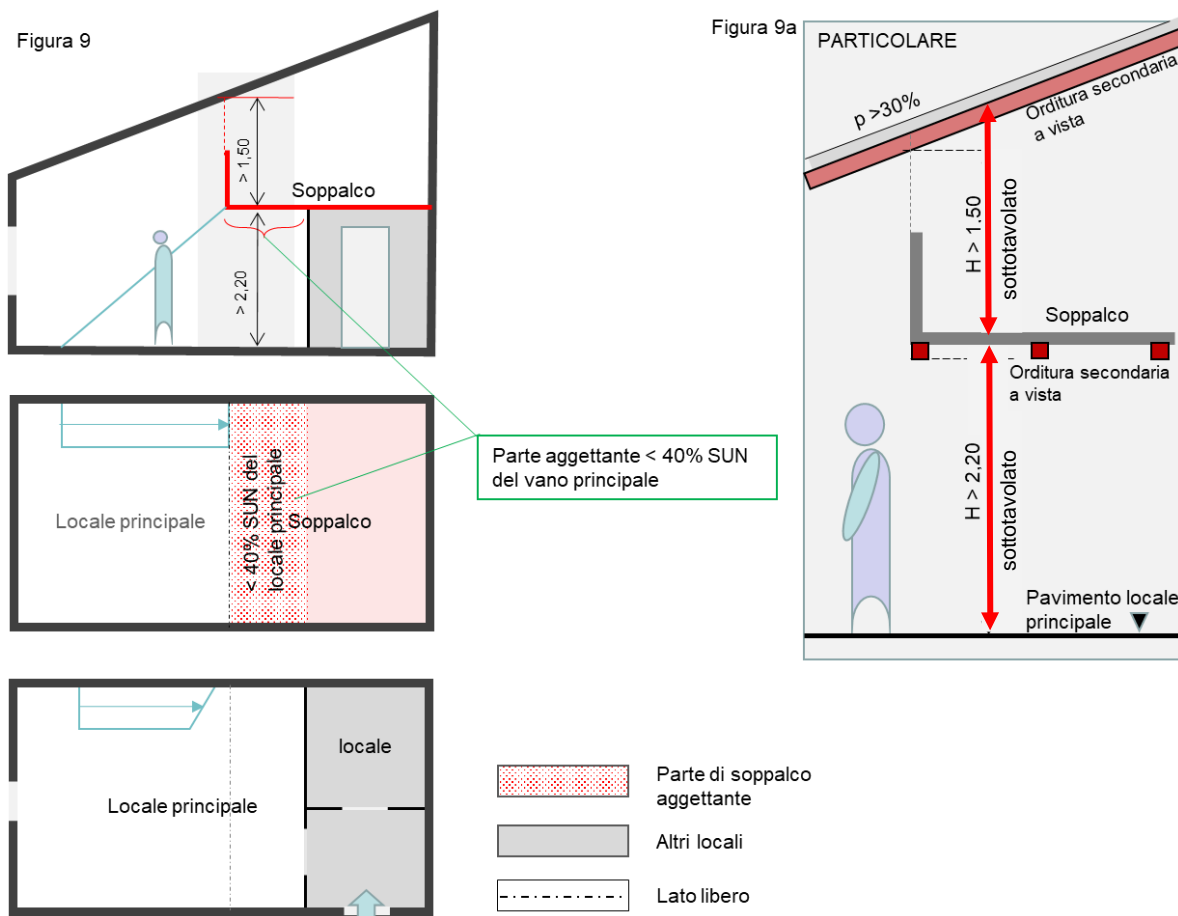 Figura 9
> 1,50
Soppalco
> 2,20
Parte aggettante < 40% SUN
del vano principale
Locale principale
< 40% SUN del
locale principale
Soppalco
Locale principale
locale
Parte di soppalco
aggettante
Altri locali
Lato libero
Figura 9a
PARTICOLARE
p >30%
Orditura secondaria
a vista
H > 1.50
sottotavolato
Soppalco
Orditura secondaria
a vista
H > 2,20
sottotavolato
Pavimento locale
principale